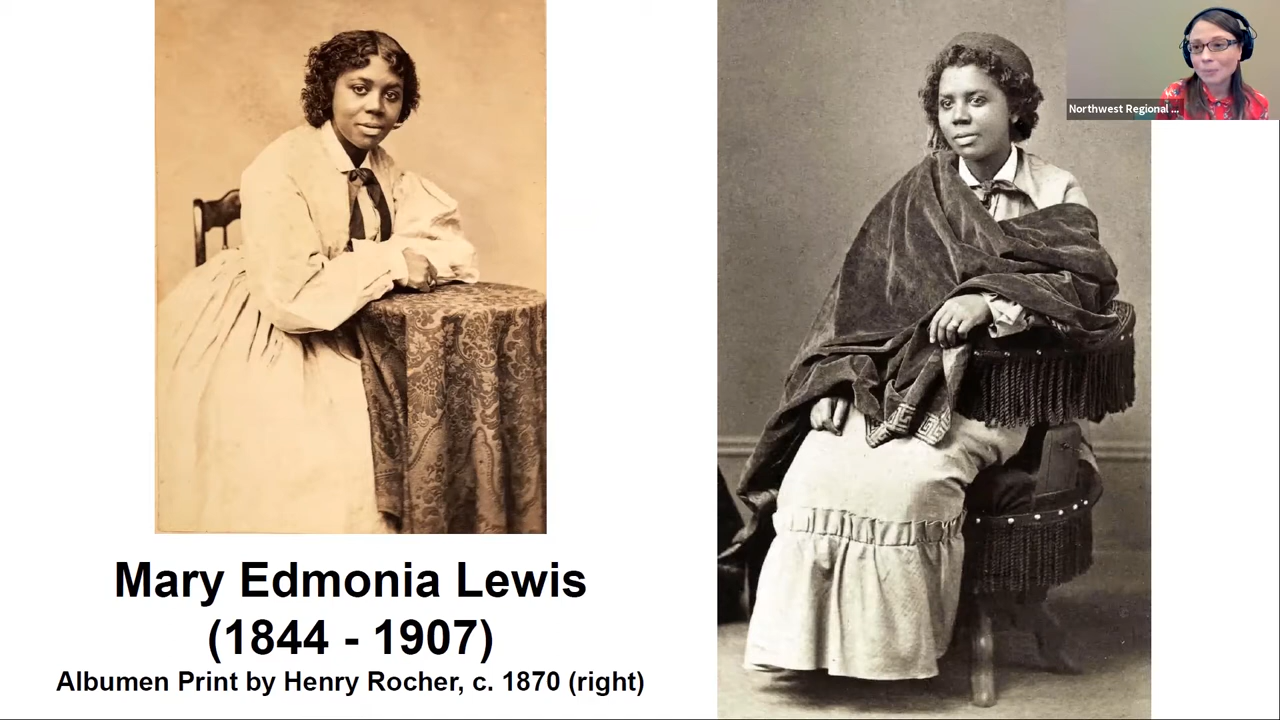 Northwest Regional ...
Mary Edmonia Lewis
(1844 - 1907)
Albumen Print by Henry Rocher, c. 1870 (right)